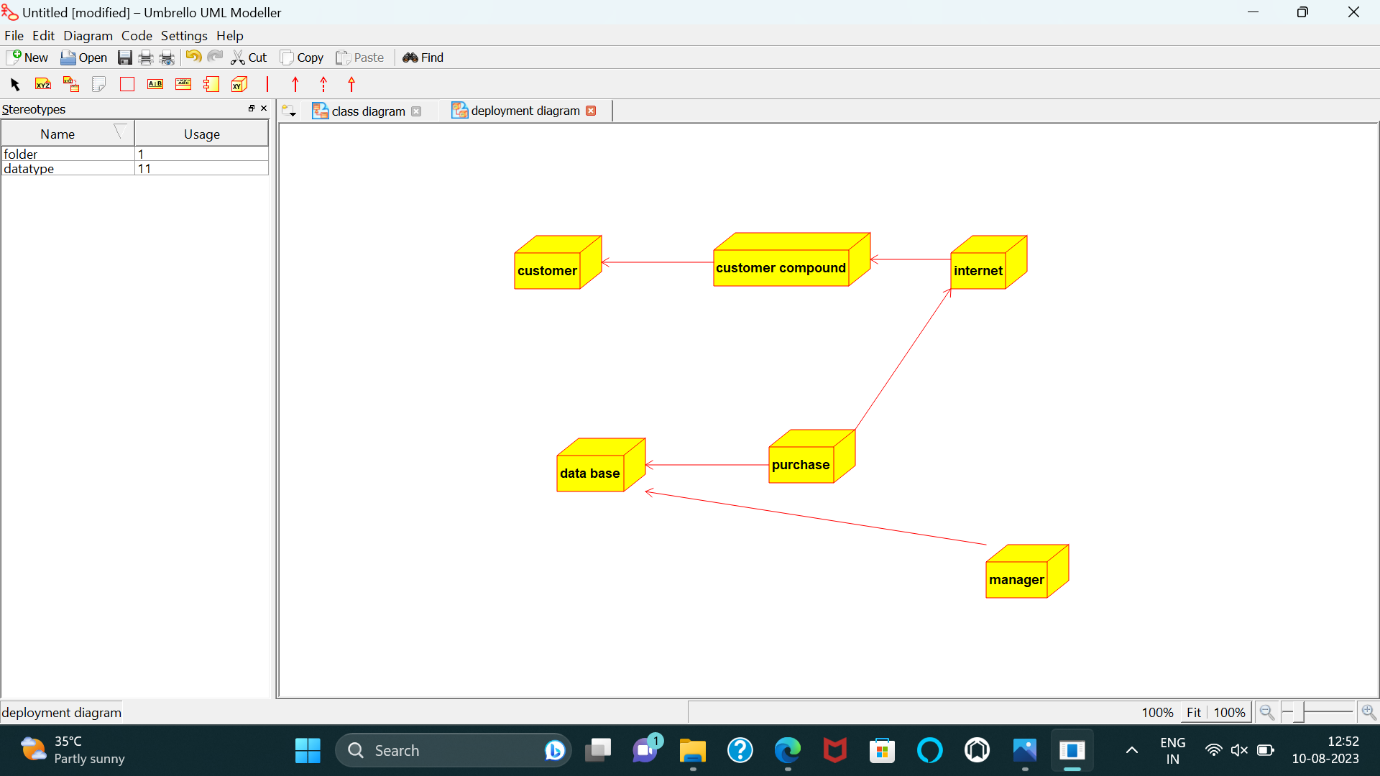 Untitled [modified] – Umbrello UML Modeller
File Edit Diagram Code Settings Help
New Open Cut Copy Paste Find
Stereotypes
class diagram deployment diagram
Name Usage
folder 1
datatype 11
customer customer compound internet
data base purchase
manager
deployment diagram 100% Fit 100%
35°C
Partly sunny
Search
1
ENG
IN
12:52
10-08-2023